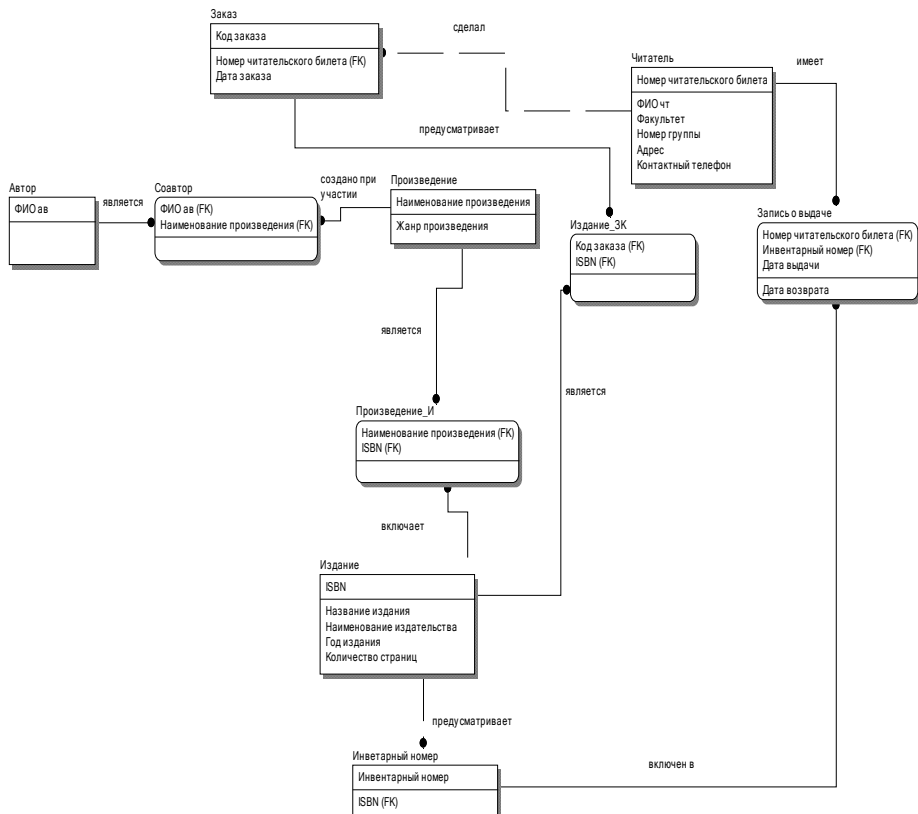 Заказ
Код заказа
Номер читательского билета (FK)
Дата заказа
сделал
Читатель
Номер читательского билета
ФИО чт
Факультет
Номер группы
Адрес
Контактный телефон
имеет
предусматривает
Автор
ФИО ав
является
Соавтор
ФИО ав (FK)
Наименование произведения (FK)
создано при
участии
Произведение
Наименование произведения
Жанр произведения
Издание_ЗК
Код заказа (FK)
ISBN (FK)
Запись о выдаче
Номер читательского билета (FK)
Инвентарный номер (FK)
Дата выдачи
Дата возврата
является
является
Произведение_И
Наименование произведения (FK)
ISBN (FK)
включает
Издание
ISBN
Название издания
Наименование издательства
Год издания
Количество страниц
предусматривает
Инветарный номер
Инвентарный номер
ISBN (FK)
включен в